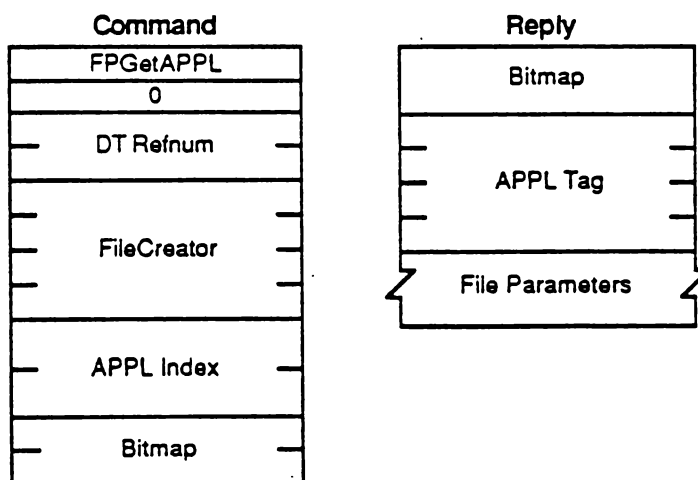 Command
FPGetAPPL
0
DT Refnum
FileCreator
APPL Index
Bitmap
Reply
Bitmap
APPL Tag
File Parameters